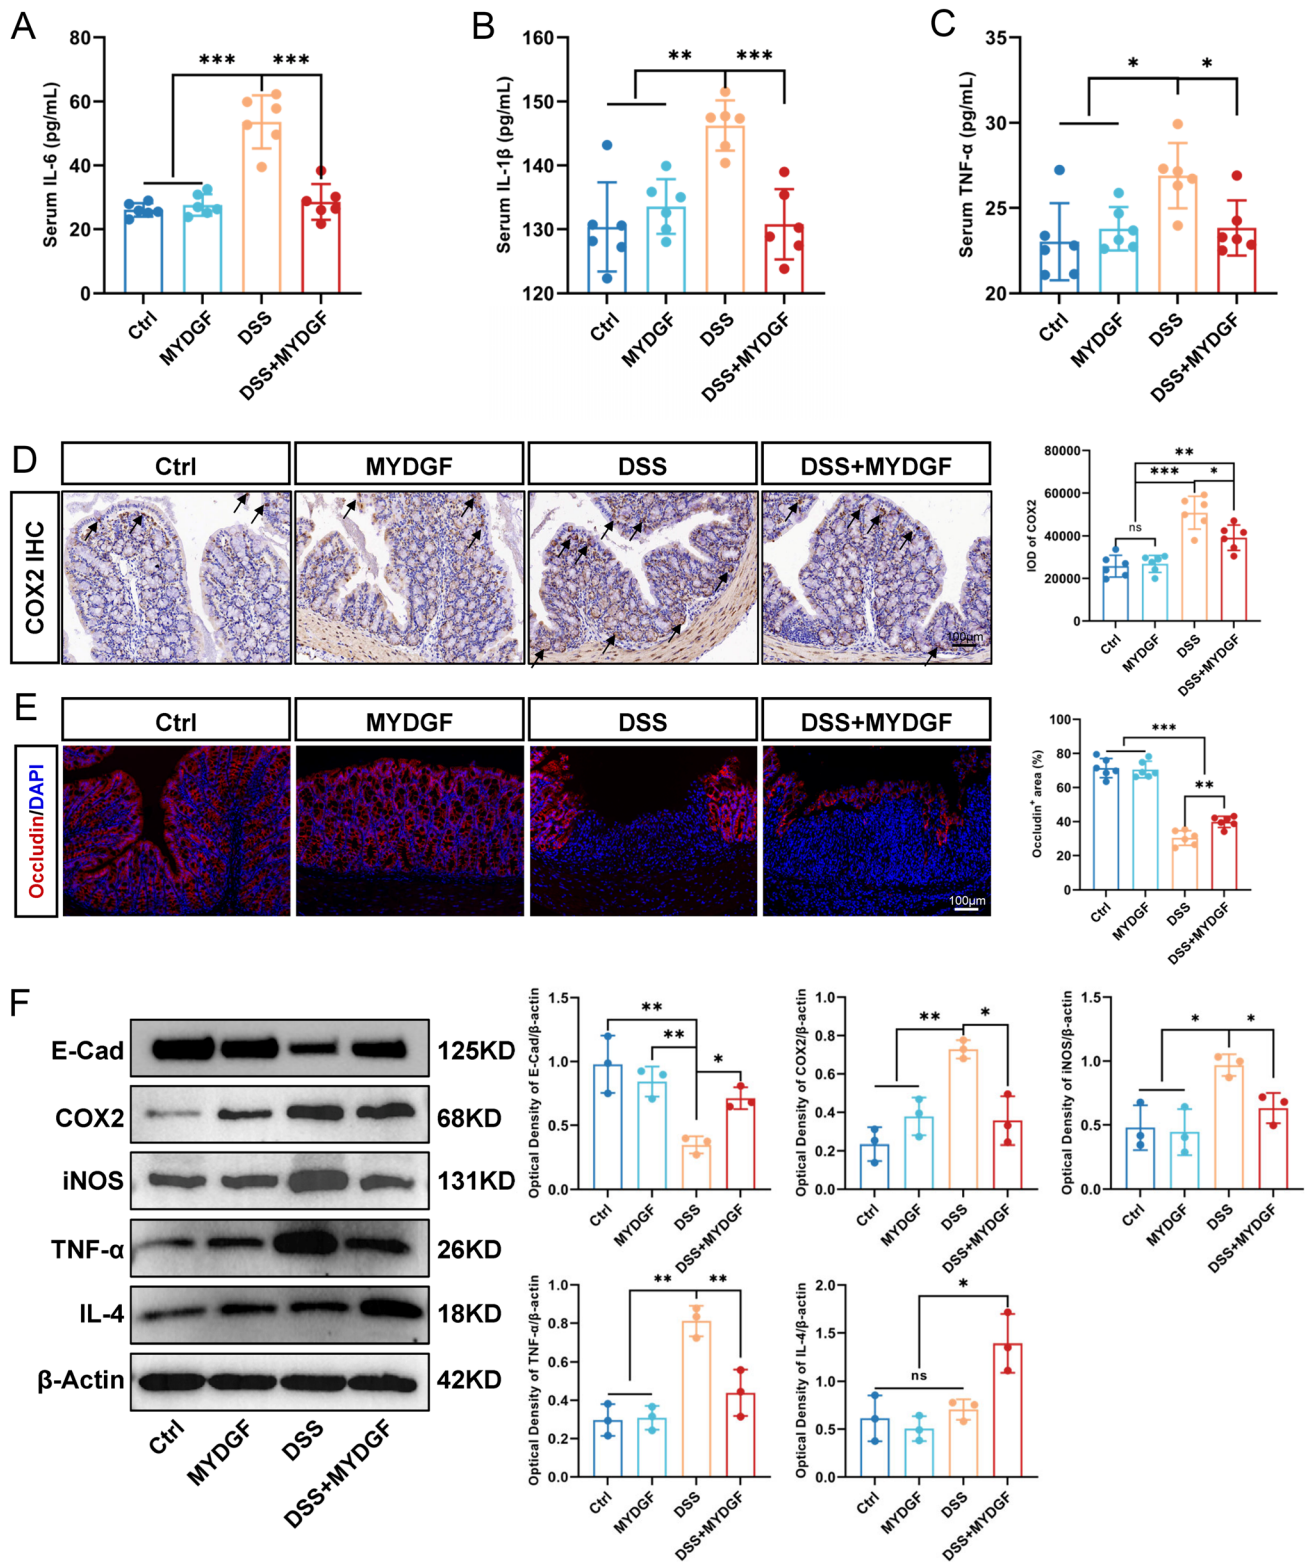 A
Serum IL-6 (pg/mL)
80
60
40
20
0
***
***
Ctrl
MYDGF
DSS
DSS+MYDGF
B
Serum IL-1β (pg/mL)
160
150
140
130
120
**
***
Ctrl
MYDGF
DSS
DSS+MYDGF
C
Serum TNF-α (pg/mL)
35
30
25
20
*
*
Ctrl
MYDGF
DSS
DSS+MYDGF
D
Ctrl
MYDGF
DSS
DSS+MYDGF
COX2 IHC
100μm
IOD of COX2
80000
60000
40000
20000
0
**
***
*
ns
Ctrl
MYDGF
DSS
DSS+MYDGF
E
Ctrl
MYDGF
DSS
DSS+MYDGF
Occludin/DAPI
100μm
Occludin⁺ area (%)
100
80
60
40
20
0
***
**
Ctrl
MYDGF
DSS
DSS+MYDGF
F
E-Cad
125KD
COX2
68KD
iNOS
131KD
TNF-α
26KD
IL-4
18KD
β-Actin
42KD
Ctrl
MYDGF
DSS
DSS+MYDGF
Optical Density of E-Cad/β-actin
1.5
1.0
0.5
0.0
**
**
*
Ctrl
MYDGF
DSS
DSS+MYDGF
Optical Density of COX2/β-actin
1.0
0.8
0.6
0.4
0.2
0.0
**
*
Ctrl
MYDGF
DSS
DSS+MYDGF
Optical Density of iNOS/β-actin
1.5
1.0
0.5
0.0
*
*
Ctrl
MYDGF
DSS
DSS+MYDGF
Optical Density of TNF-α/β-actin
1.0
0.8
0.6
0.4
0.2
0.0
**
**
Ctrl
MYDGF
DSS
DSS+MYDGF
Optical Density of IL-4/β-actin
2.0
1.5
1.0
0.5
0.0
*
ns
Ctrl
MYDGF
DSS
DSS+MYDGF